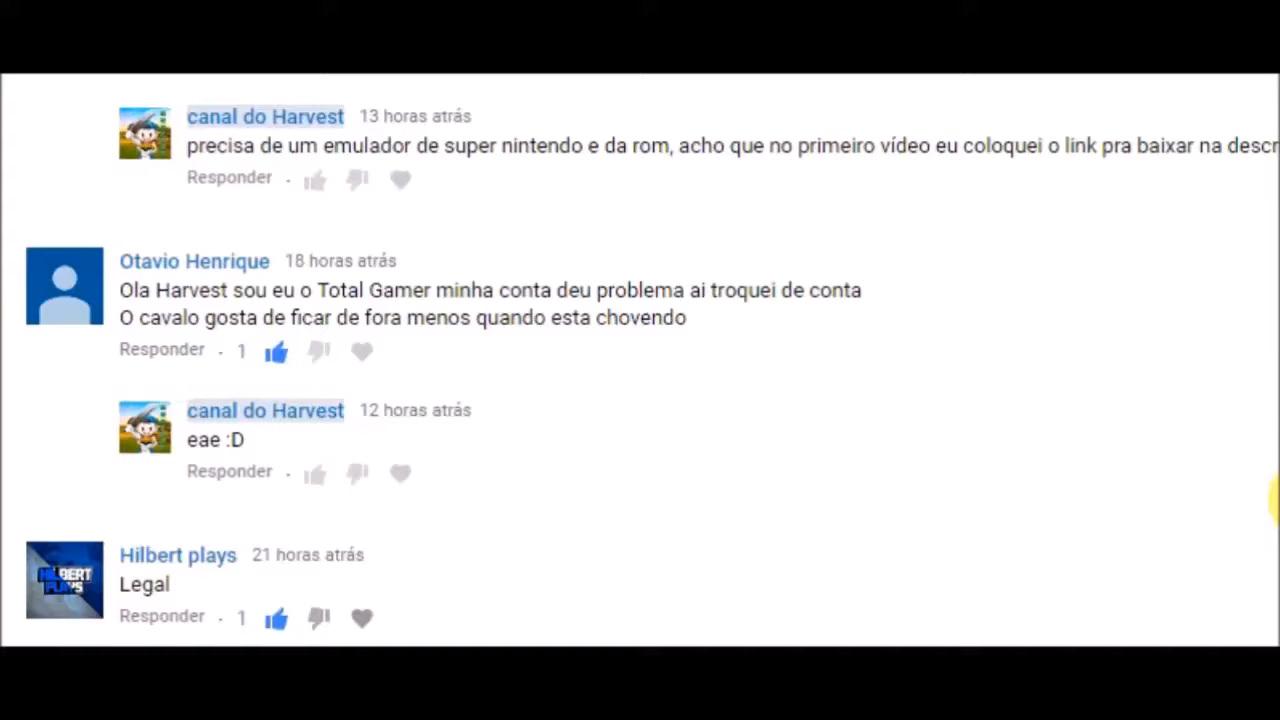 canal do Harvest 13 horas atrás
precisa de um emulador de super nintendo e da rom, acho que no primeiro vídeo eu coloquei o link pra baixar na descr
Responder .
Otavio Henrique 18 horas atrás
Ola Harvest sou eu o Total Gamer minha conta deu problema ai troquei de conta
O cavalo gosta de ficar de fora menos quando esta chovendo
Responder . 1
canal do Harvest 12 horas atrás
eae :D
Responder .
HILBERT
PLAYS
Hilbert plays 21 horas atrás
Legal
Responder . 1